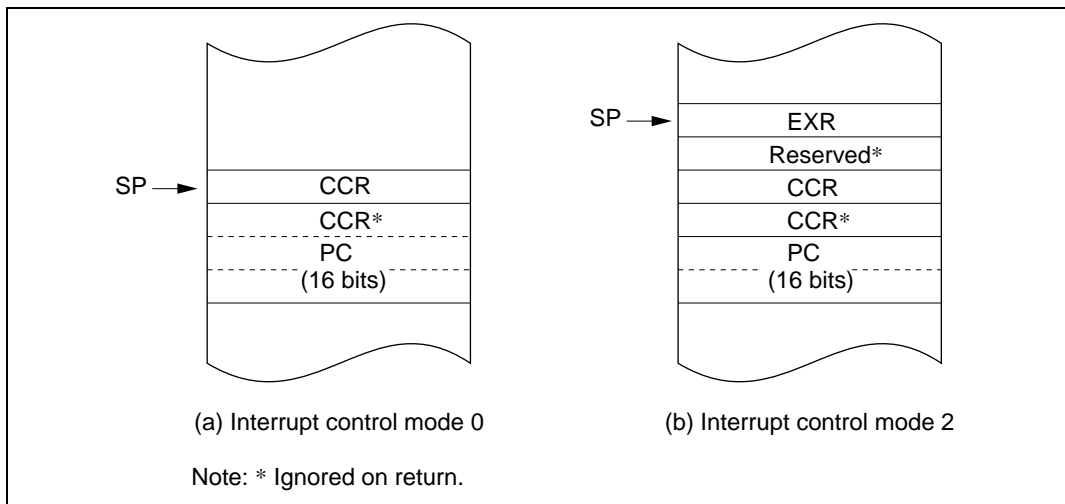 SP
CCR
CCR*
PC
(16 bits)
(a) Interrupt control mode 0
SP
EXR
Reserved*
CCR
CCR*
PC
(16 bits)
(b) Interrupt control mode 2
Note: * Ignored on return.